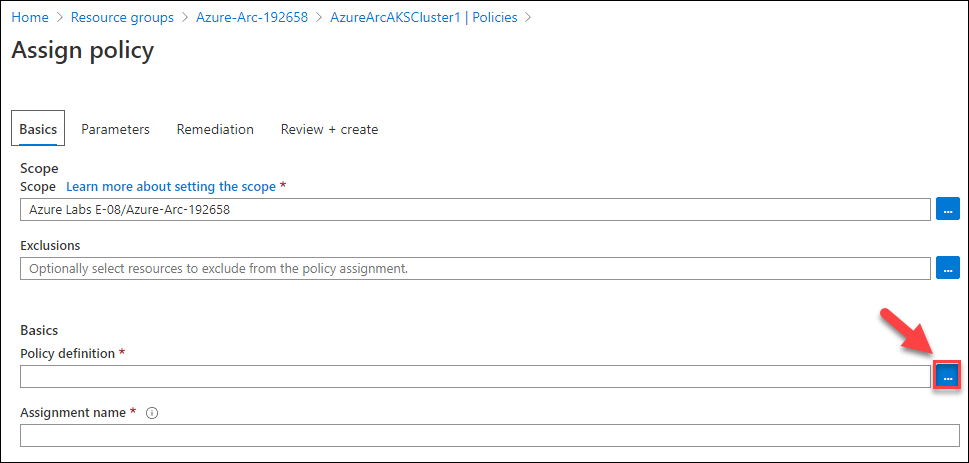 Home > Resource groups > Azure-Arc-192658 > AzureArcAKSCluster1 | Policies >
Assign policy
Basics Parameters Remediation Review + create
Scope
Scope Learn more about setting the scope *
Azure Labs E-08/Azure-Arc-192658 ...
Exclusions
Optionally select resources to exclude from the policy assignment. ...
Basics
Policy definition *
...
Assignment name *